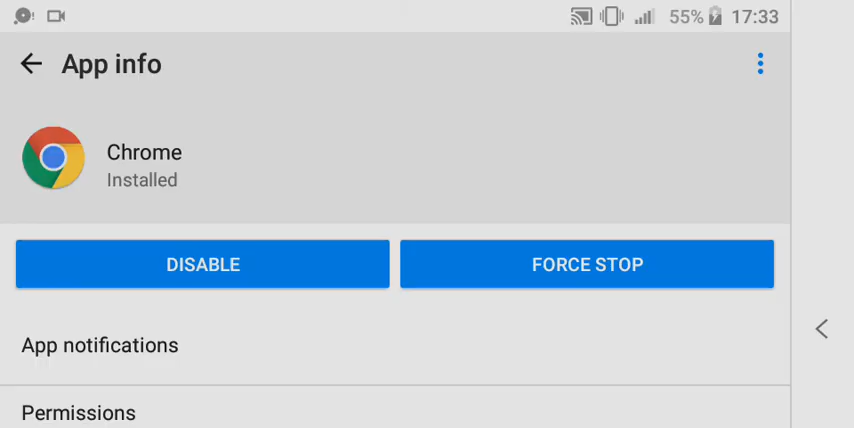 55% 17:33
App info
Chrome
Installed
DISABLE FORCE STOP
App notifications
Permissions